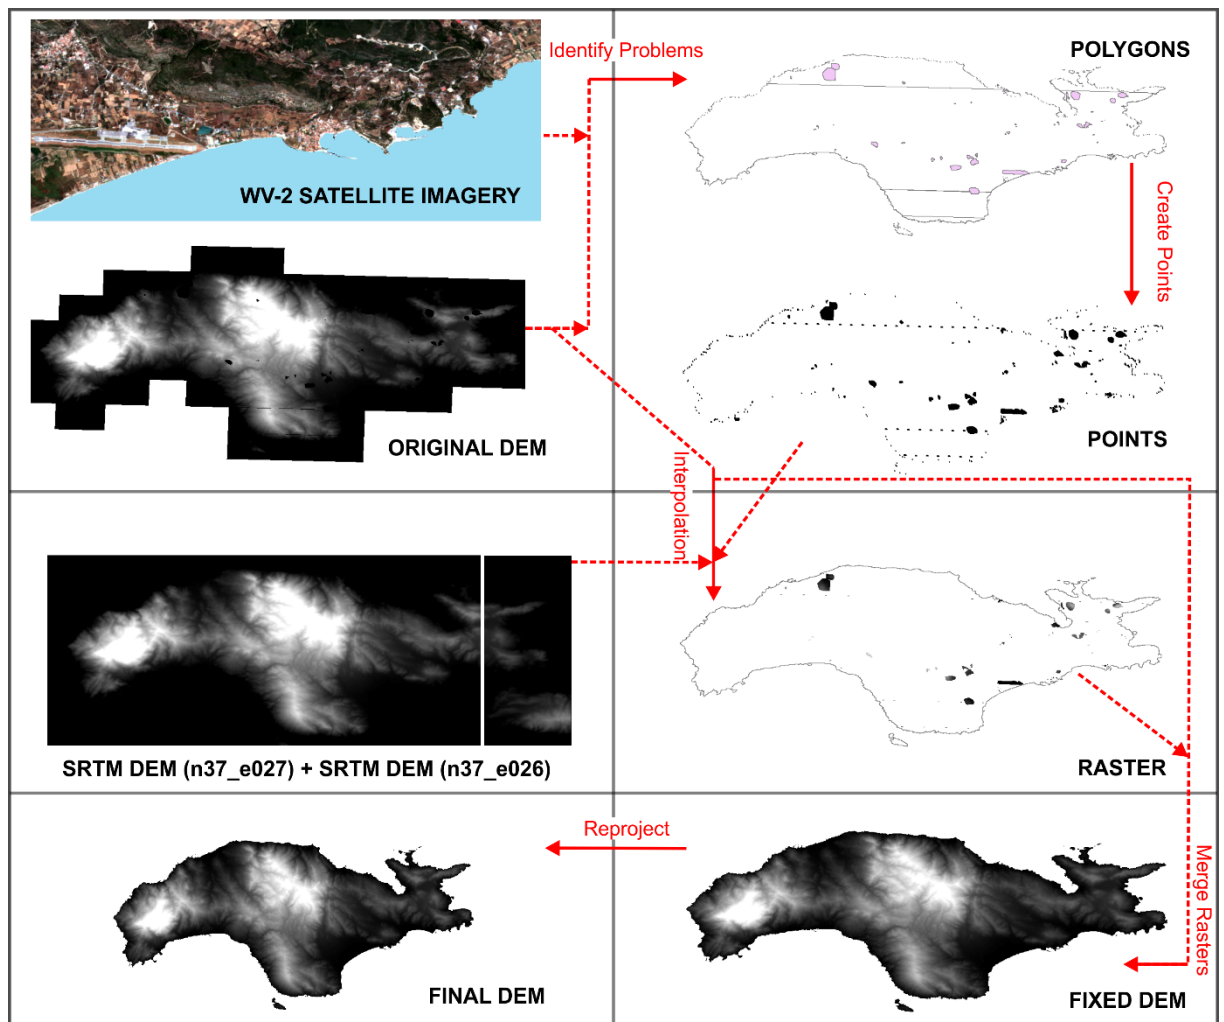 Identify Problems
POLYGONS
WV-2 SATELLITE IMAGERY
Create Points
ORIGINAL DEM
POINTS
Interpolation
SRTM DEM (n37_e027) + SRTM DEM (n37_e026)
RASTER
Reproject
Merge Rasters
FINAL DEM
FIXED DEM